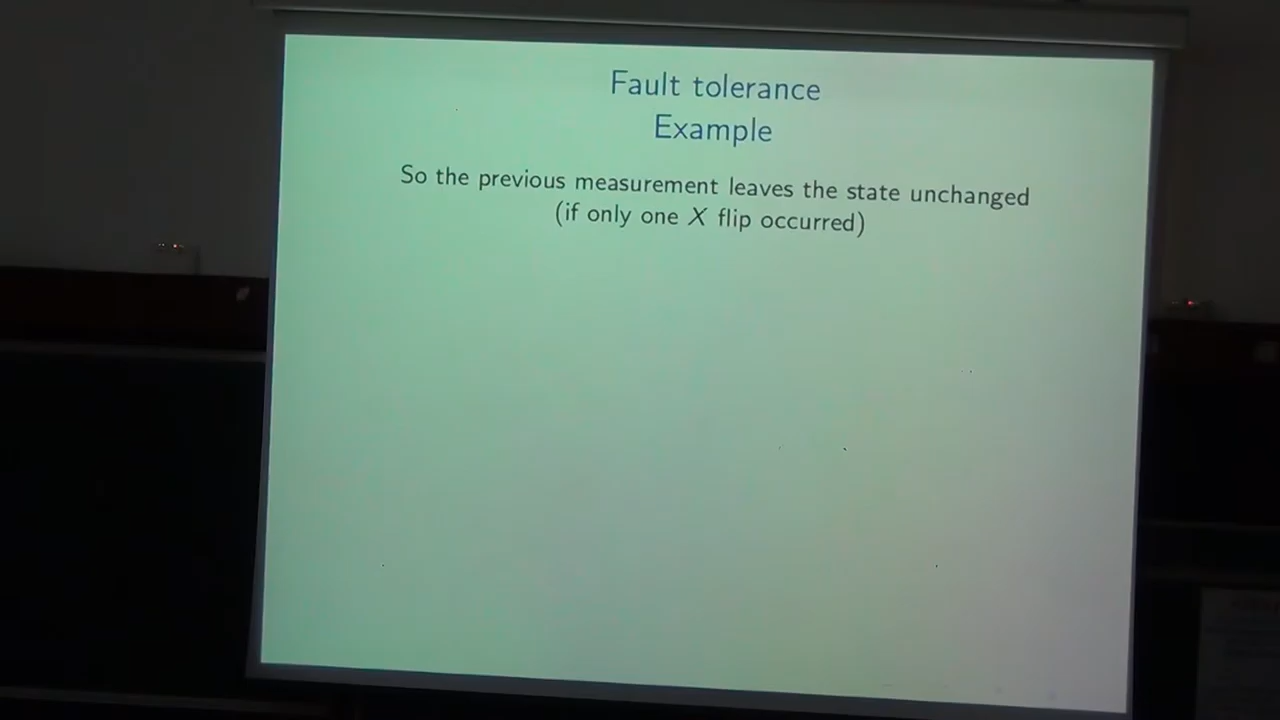 Fault tolerance
Example
So the previous measurement leaves the state unchanged
(if only one X flip occurred)